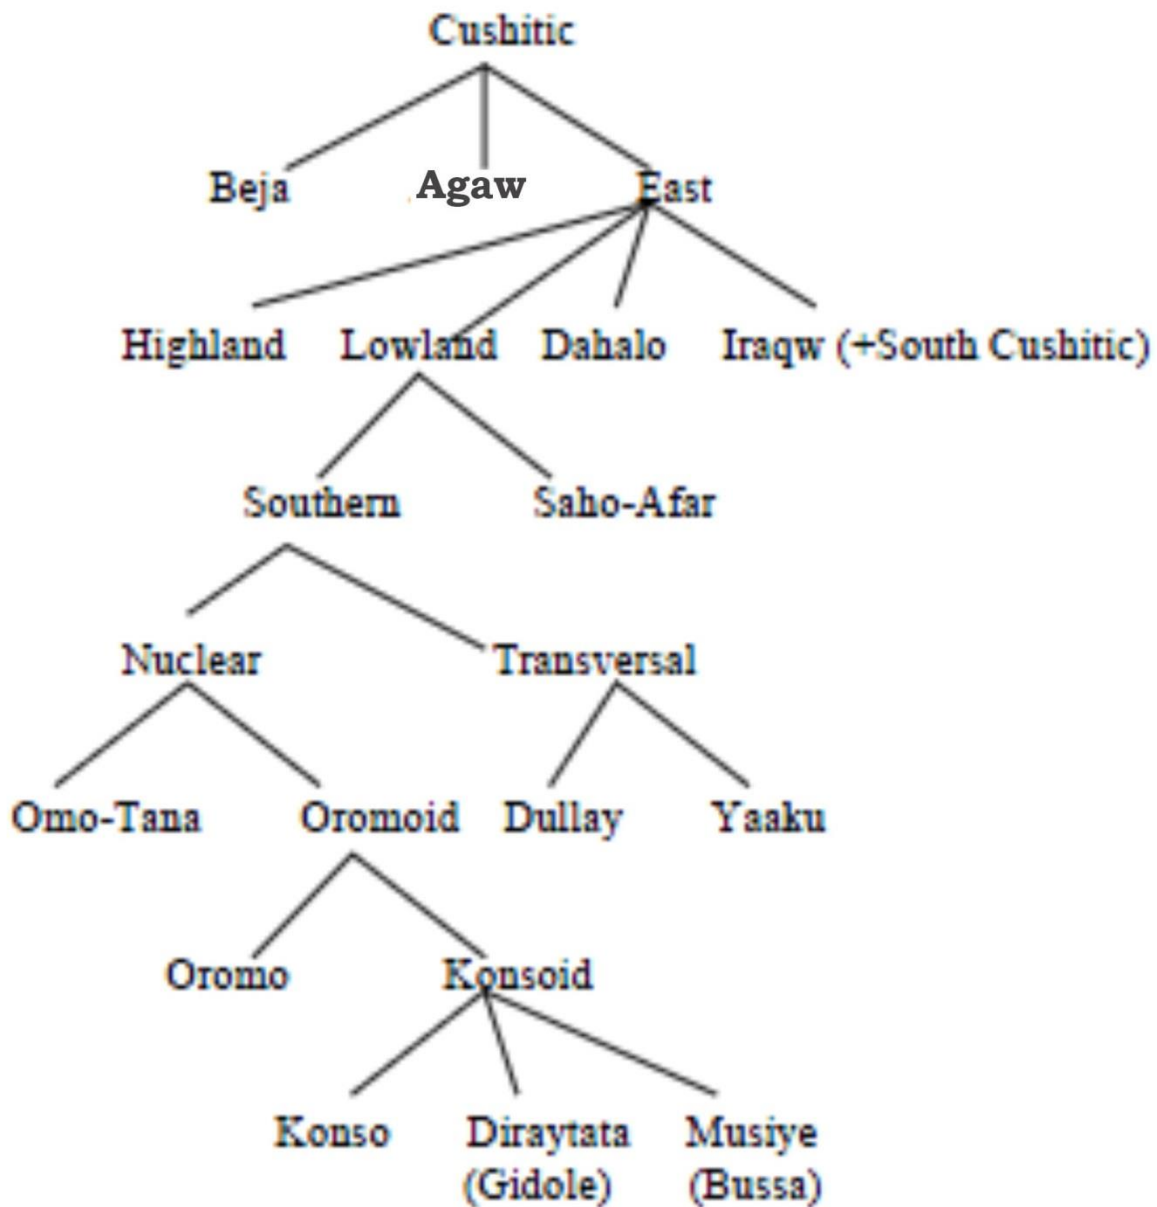 Cushitic
Beja Agaw East
Highland Lowland Dahalo Iraqw (+South Cushitic)
Southern Saho-Afar
Nuclear Transversal
Omo-Tana Oromoid Dullay Yaaku
Oromo Konsoid
Konso Diraytata Musiye
(Gidole) (Bussa)